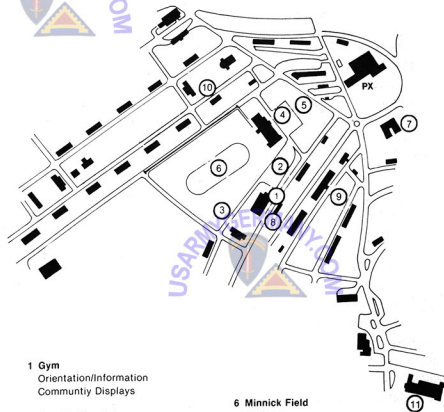 OM
10
PX
5
4
7
6
2
9
1
3
8
USARMYGERMANY.COM
11
1 Gym
Orientation/Information
Communtiy Displays
6 Minnick Field